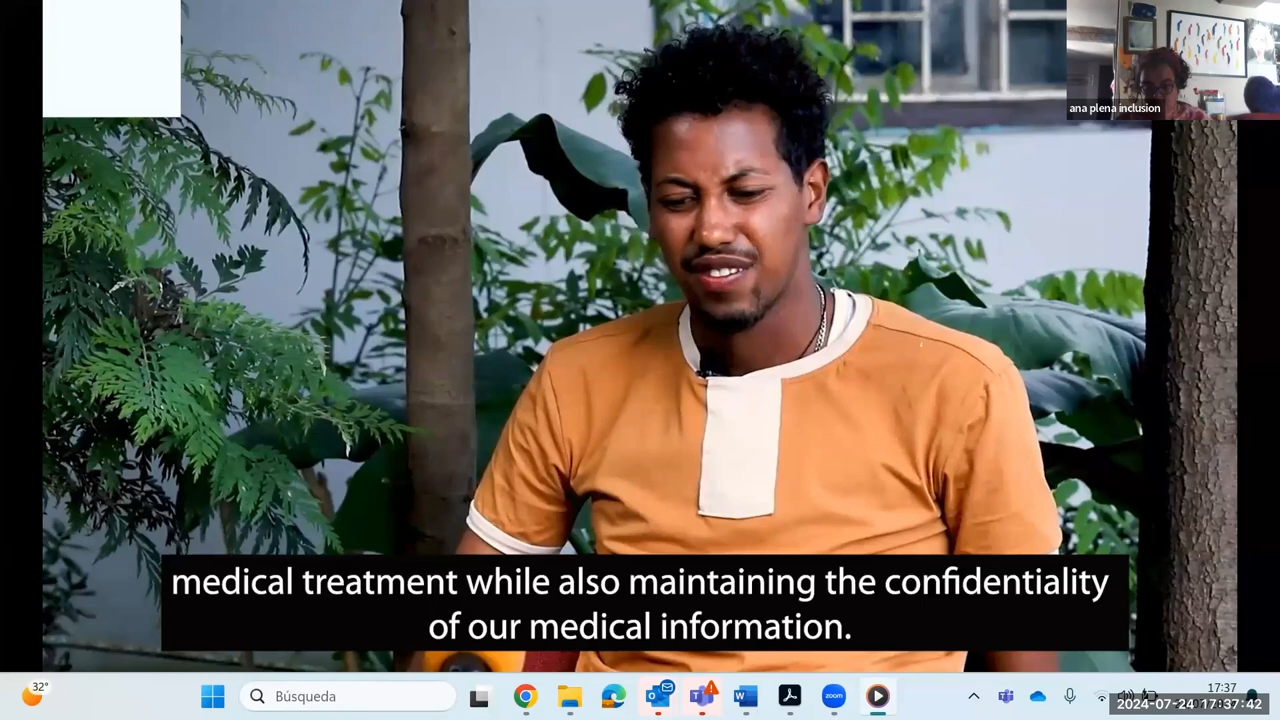 ana plena inclusion
medical treatment while also maintaining the confidentiality
of our medical information.
32°
Búsqueda
17:37
2024-07-24 17:37:42